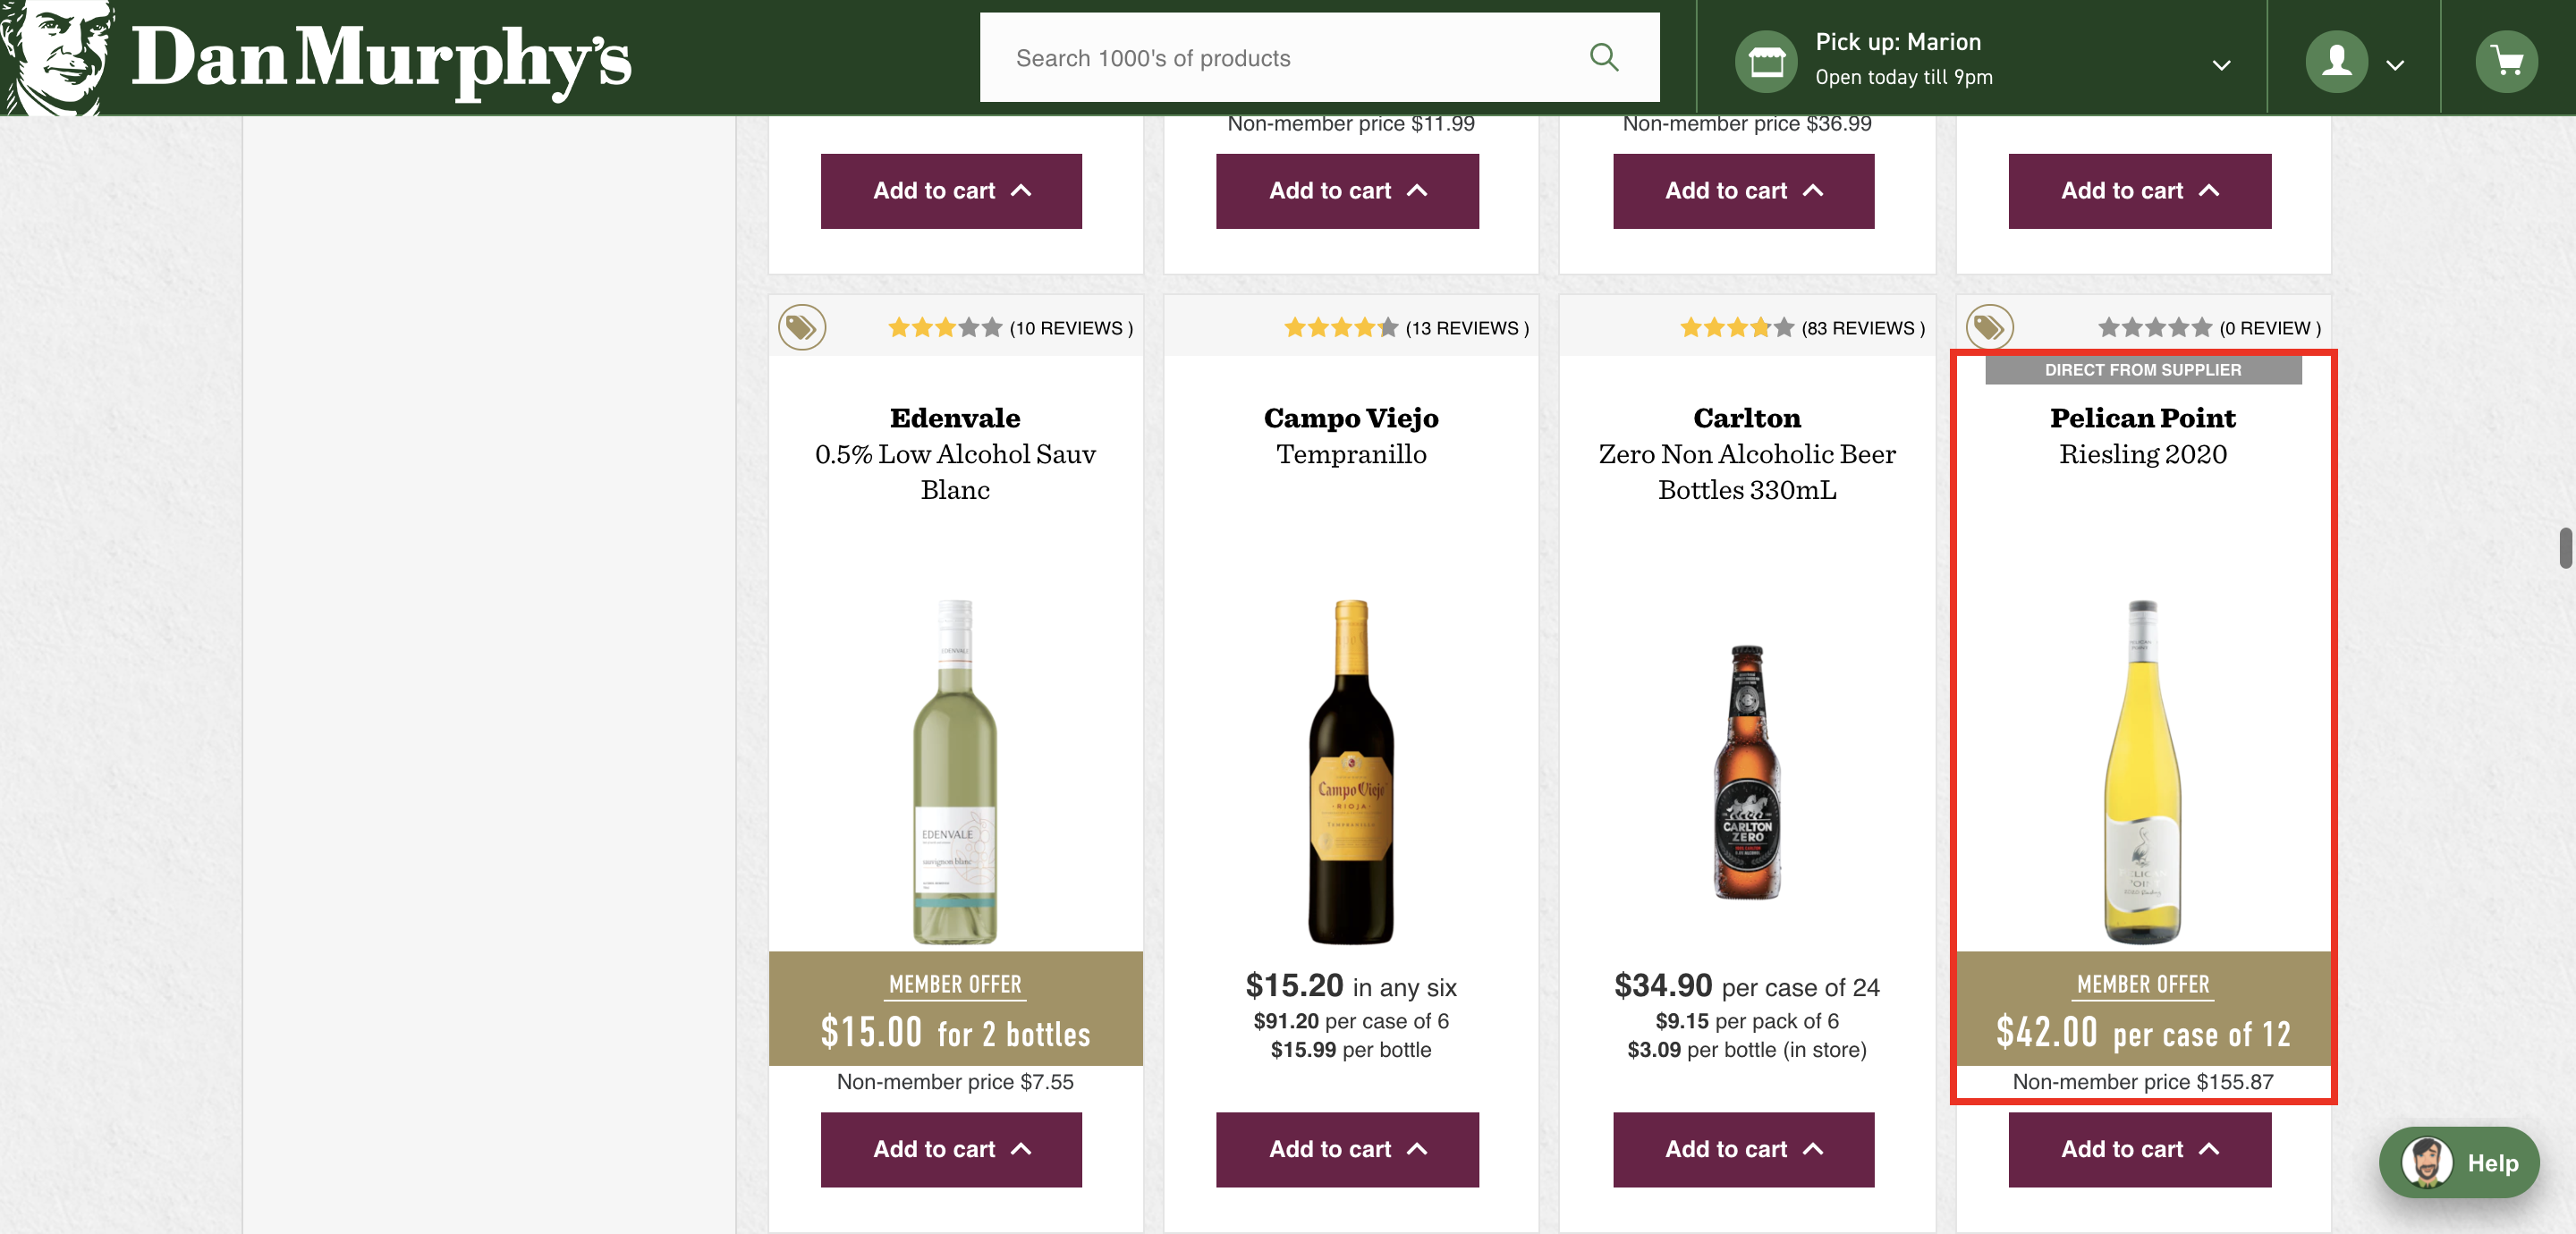 Dan Murphy's
Search 1000's of products
Pick up: Marion
Open today till 9pm
Non-member price $11.99
Non-member price $36.99
Add to cart
Add to cart
Add to cart
Add to cart
(10 REVIEWS )
(13 REVIEWS )
(83 REVIEWS )
(0 REVIEW )
DIRECT FROM SUPPLIER
Edenvale
0.5% Low Alcohol Sauv
Blanc
Campo Viejo
Tempranillo
Carlton
Zero Non Alcoholic Beer
Bottles 330mL
Pelican Point
Riesling 2020
EDENVALE
EDENVALE
sauvignon blanc
Campo Viejo
RIOJA
TEMPRANILLO
CARLTON
ZERO
MEMBER OFFER
$15.00 for 2 bottles
Non-member price $7.55
$15.20 in any six
$91.20 per case of 6
$15.99 per bottle
$34.90 per case of 24
$9.15 per pack of 6
$3.09 per bottle (in store)
MEMBER OFFER
$42.00 per case of 12
Non-member price $155.87
Add to cart
Add to cart
Add to cart
Add to cart
Help